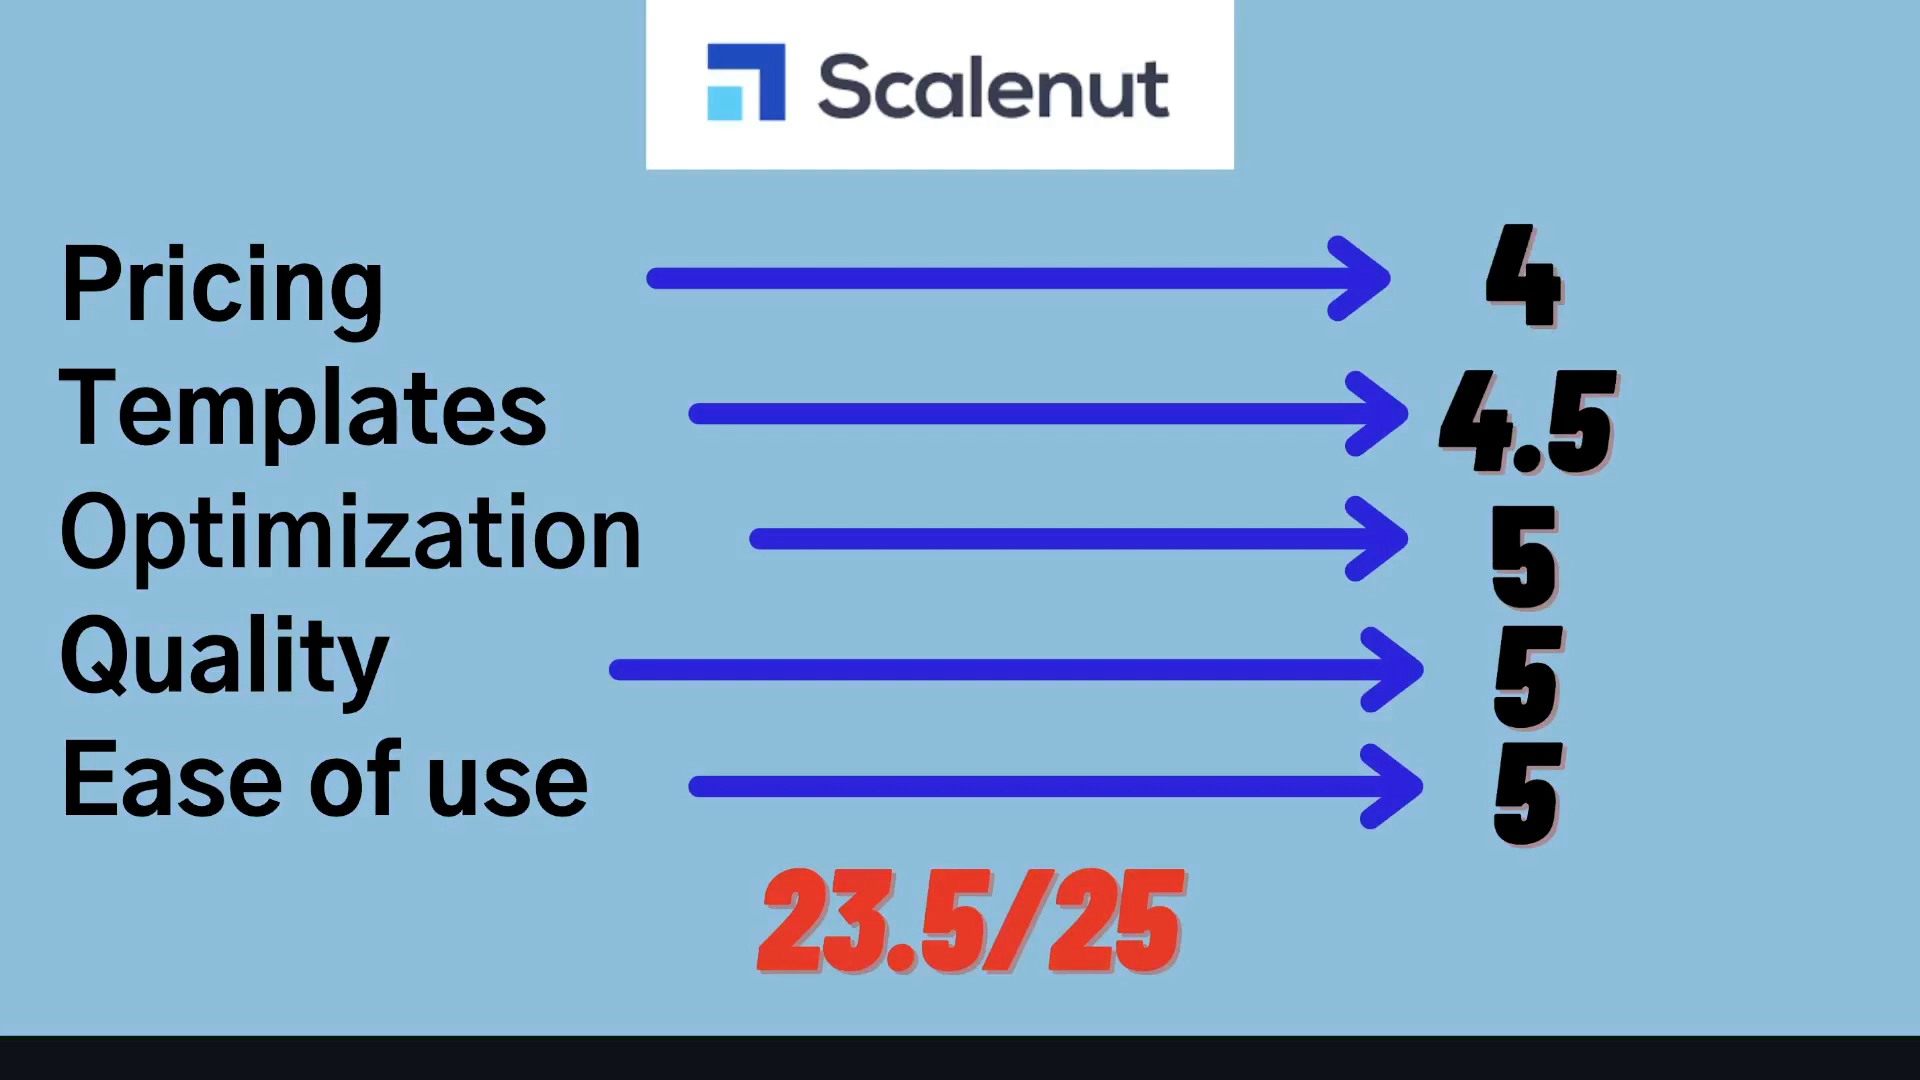 Scalenut
Pricing 4
Templates 4.5
Optimization 5
Quality 5
Ease of use 5
23.5/25